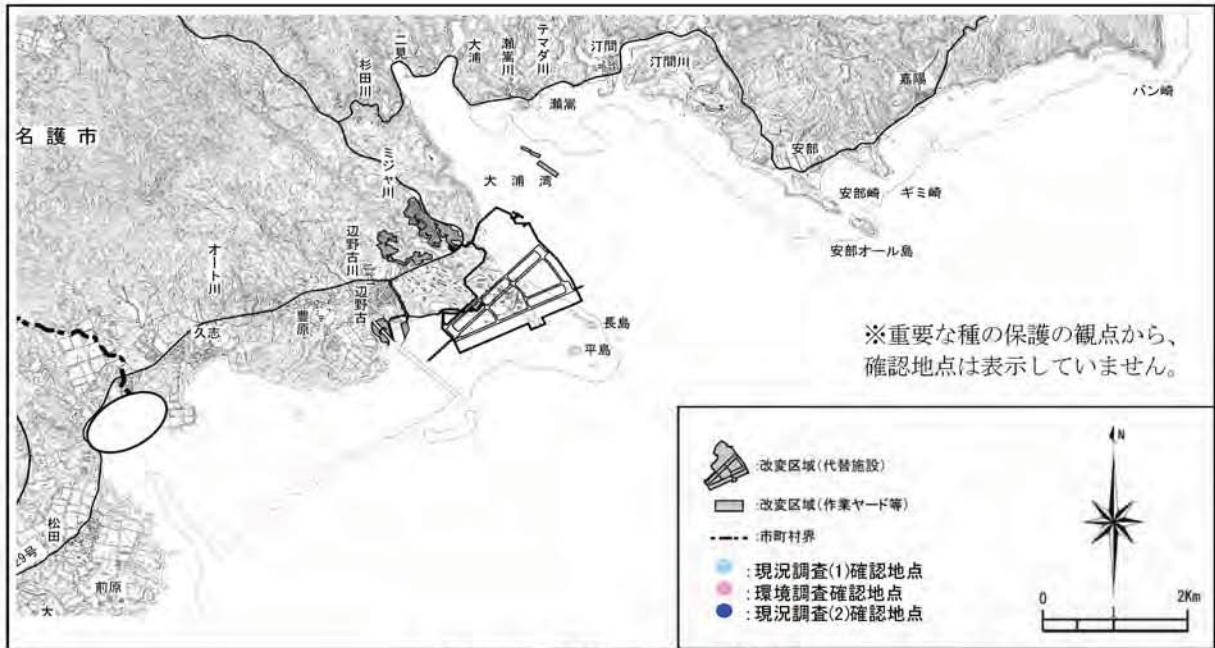 名護市
杉田川
二見
大浦
瀬嵩川
テマダ川
汀間
汀間川
瀬嵩
嘉陽
バン崎
安部
安部崎
ギミ崎
安部オール島
大浦湾
ミジャ川
辺野古川
辺野古
オート川
豊原
久志
長島
平島
松田
29号
前原
大
※重要な種の保護の観点から、
確認地点は表示していません。
:改変区域(代替施設)
:改変区域(作業ヤード等)
:市町村界
:現況調査(1)確認地点
:環境調査確認地点
:現況調査(2)確認地点
N
0 2Km